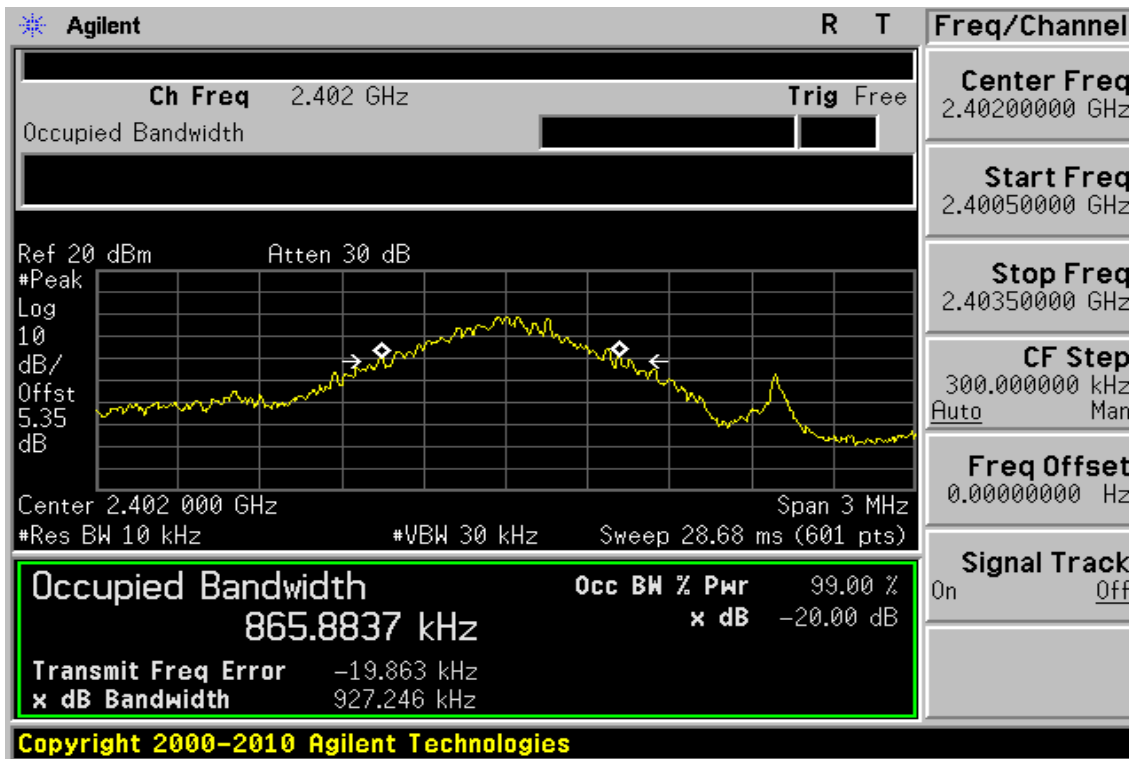 Agilent R T Freq/Channel
Ch Freq 2.402 GHz Trig Free
Occupied Bandwidth
Center Freq
2.40200000 GHz
Start Freq
2.40050000 GHz
Stop Freq
2.40350000 GHz
CF Step
300.000000 kHz
Auto Man
Freq Offset
0.00000000 Hz
Signal Track
On Off
Ref 20 dBm Atten 30 dB
#Peak
Log
10
dB/
Offst
5.35
dB
Center 2.402 000 GHz Span 3 MHz
#Res BW 10 kHz #VBW 30 kHz Sweep 28.68 ms (601 pts)
Occupied Bandwidth Occ BW % Pwr 99.00 %
865.8837 kHz x dB -20.00 dB
Transmit Freq Error -19.863 kHz
x dB Bandwidth 927.246 kHz
Copyright 2000-2010 Agilent Technologies